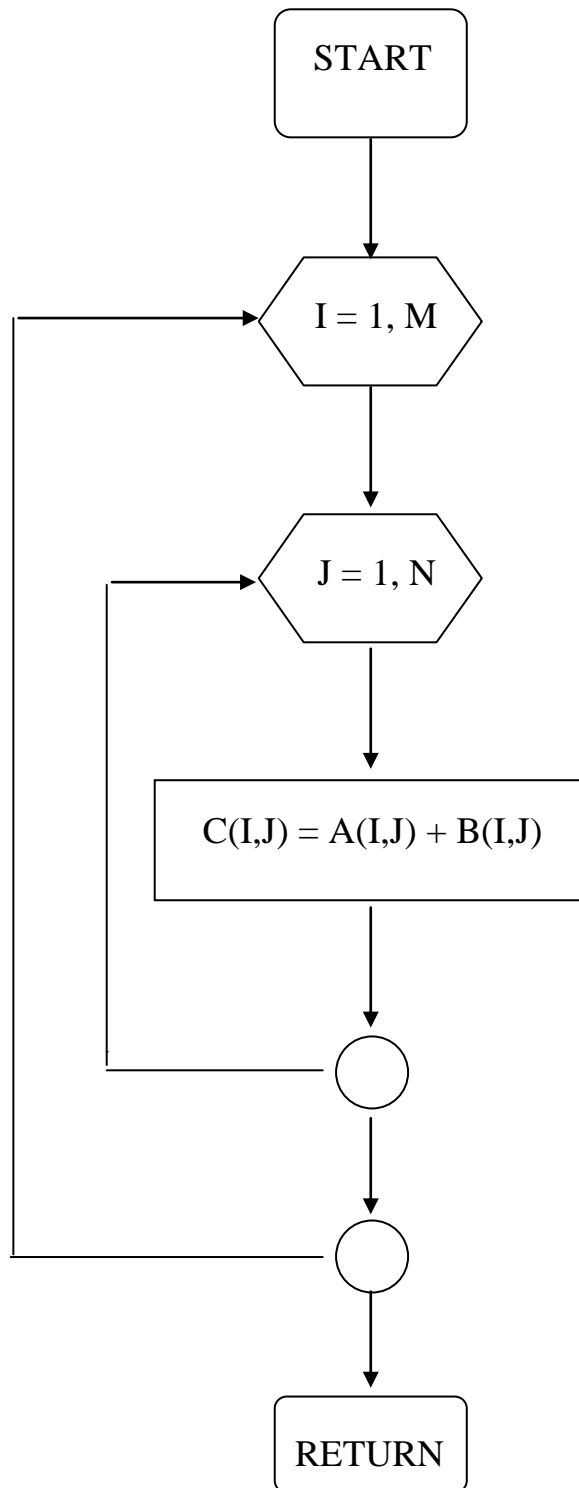 START
I = 1, M
J = 1, N
C(I,J) = A(I,J) + B(I,J)
RETURN